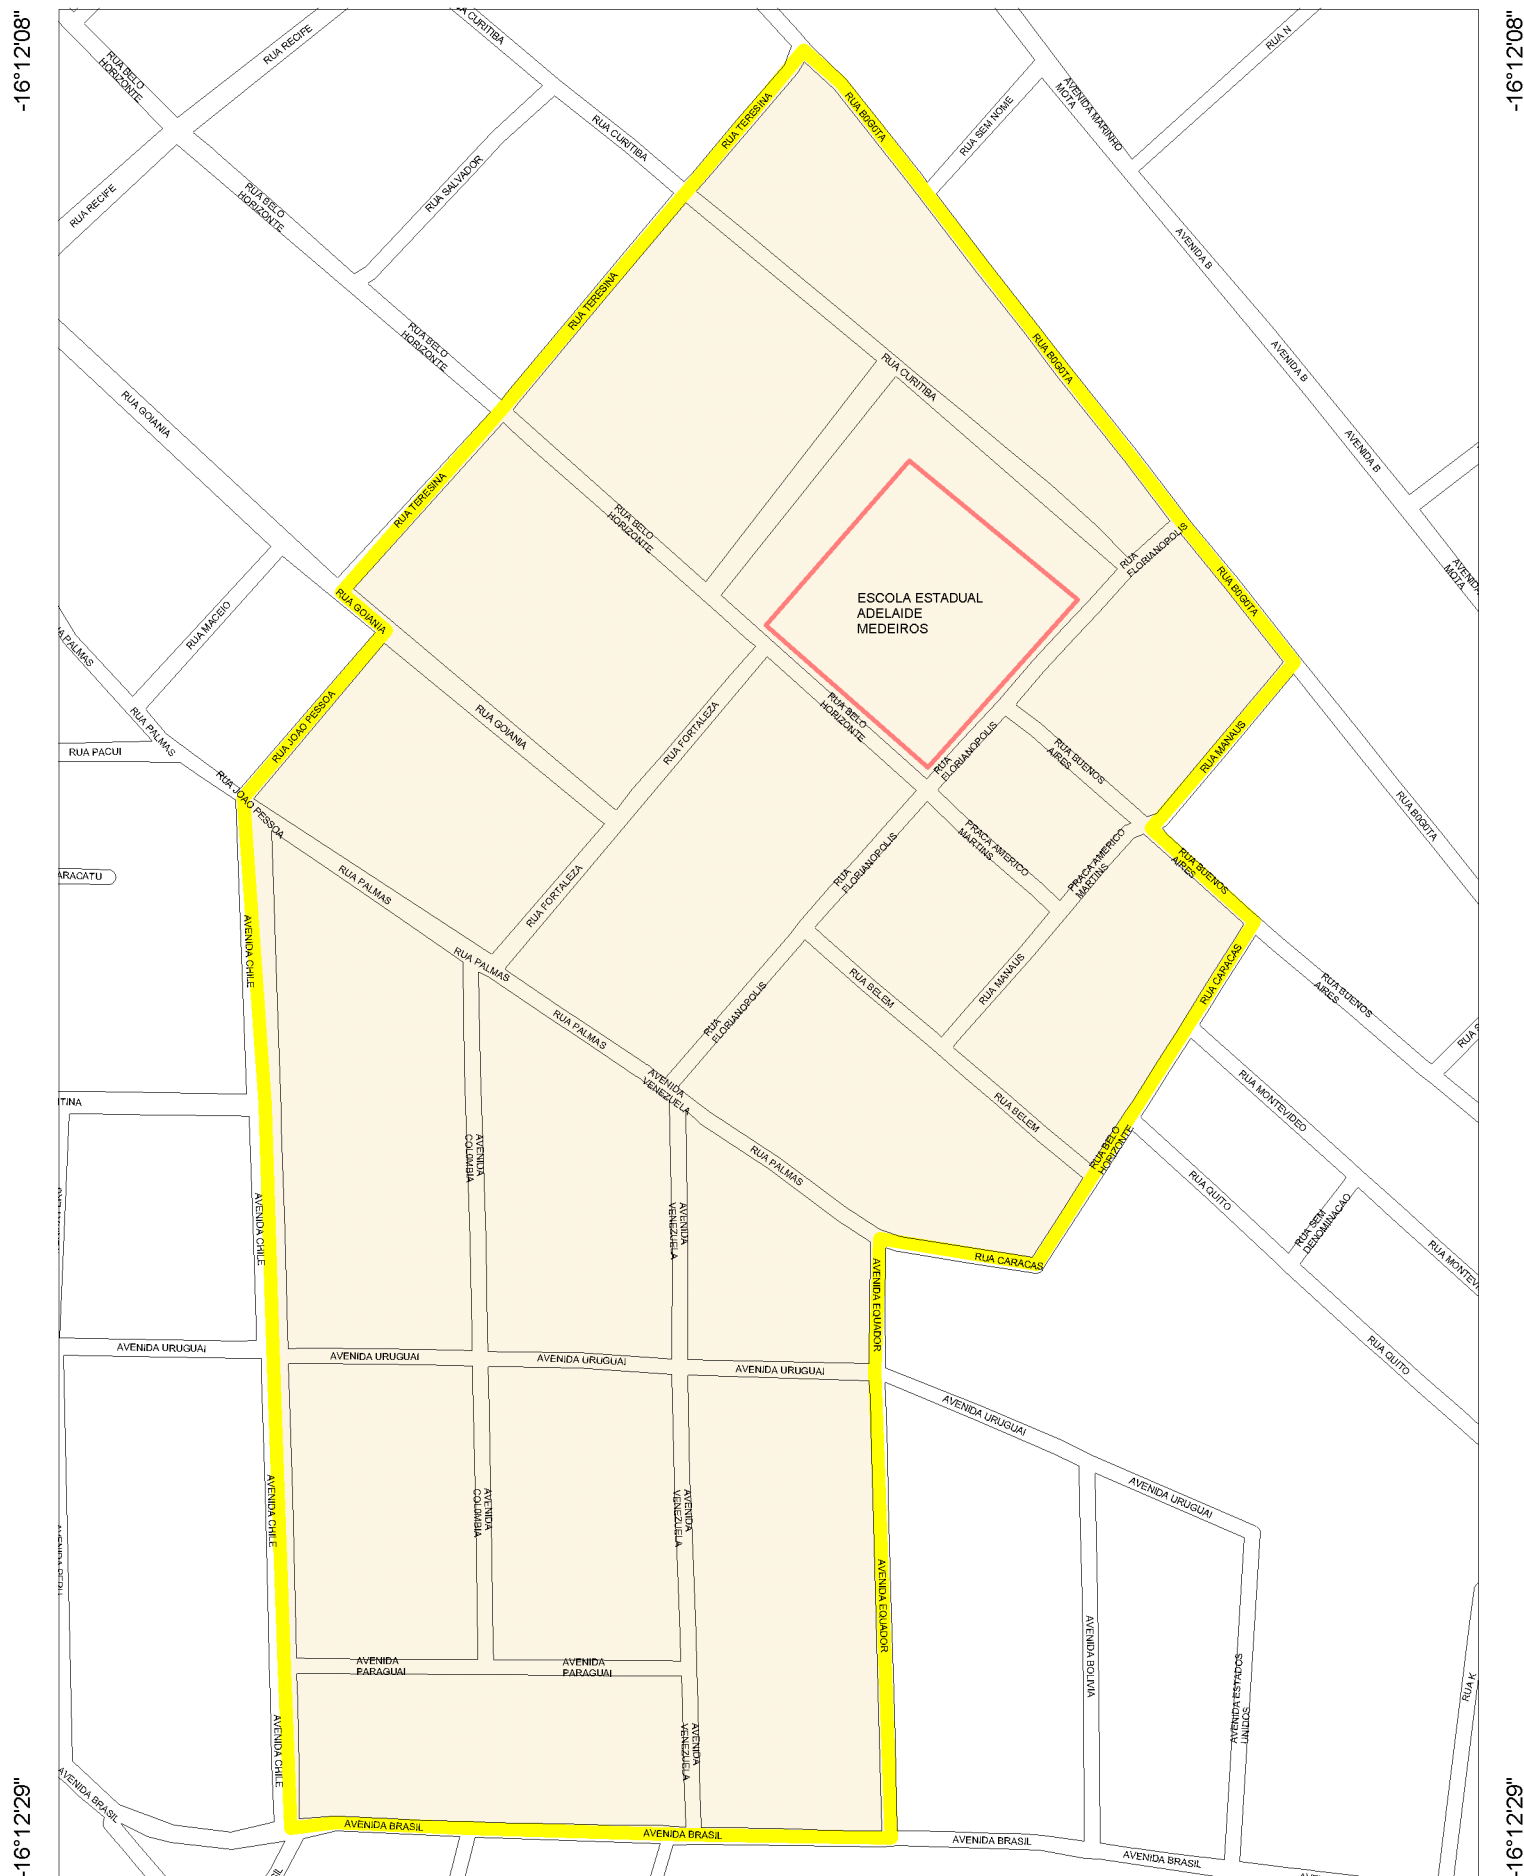 -16°12'08"
-16°12'08"
RUA CURITIBA
RUA RECIFE
RUA N
RUA BELO
HORIZONTE
AVENIDA MARINHO
MOTA
RUA TERESINA
RUA B0G0TA
RUA SEM NOME
RUA CURITIBA
RUA SALVADOR
RUA RECIFE
RUA BELO
HORIZONTE
AVENIDA B
RUA TERESINA
RUA BELO
HORIZONTE
RUA B0G0TA
AVENIDA B
RUA CURITIBA
RUA GOIANIA
AVENIDA B
RUA TERESINA
RUA BELO
HORIZONTE
RUA
FLORIANOPOLIS
RUA B0G0TA
MOTA
ESCOLA ESTADUAL
ADELAIDE
MEDEIROS
RUA GOIANIA
RUA MACEIO
PALMAS
RUA PALMAS
RUA PACUI
RUA JOAO PESSOA
RUA GOIANIA
RUA FORTALEZA
RUA BELO
HORIZONTE
RUA
FLORIANOPOLIS
RUA BUENOS
AIRES
RUA MANAUS
RUA B0G0TA
RUA JOAO PESSOA
PRACA AMERICO
MARTINS
PRACA AMERICO
MARTINS
RUA BUENOS
AIRES
ARACATU
RUA PALMAS
RUA FORTALEZA
RUA
FLORIANOPOLIS
AVENIDA CHILE
RUA PALMAS
RUA BELEM
RUA MANAUS
RUA CARACAS
RUA BUENOS
AIRES
RUA PALMAS
RUA
FLORIANOPOLIS
RUA S
TINA
AVENIDA
VENEZUELA
RUA BELEM
RUA MONTEVIDEO
AVENIDA
COLOMBIA
RUA PALMAS
RUA BELO
HORIZONTE
RUA QUITO
AVENIDA CHILE
AVENIDA
VENEZUELA
RUA SEM
DENOMINACAO
RUA CARACAS
RUA MONTEV
AVENIDA EQUADOR
AVENIDA URUGUAI
AVENIDA URUGUAI
AVENIDA URUGUAI
AVENIDA URUGUAI
RUA QUITO
AVENIDA URUGUAI
AVENIDA URUGUAI
AVENIDA CHILE
AVENIDA
COLOMBIA
AVENIDA
VENEZUELA
AVENIDA EQUADOR
AVENIDA BOLIVIA
AVENIDA ESTADOS
UNIDOS
RUA K
AVENIDA
PARAGUAI
AVENIDA
PARAGUAI
AVENIDA CHILE
AVENIDA
VENEZUELA
AVENIDA BRASIL
AVENIDA BRASIL
AVENIDA BRASIL
AVENIDA BRASIL
AVENIDA BRASIL
-16°12'29"
-16°12'29"